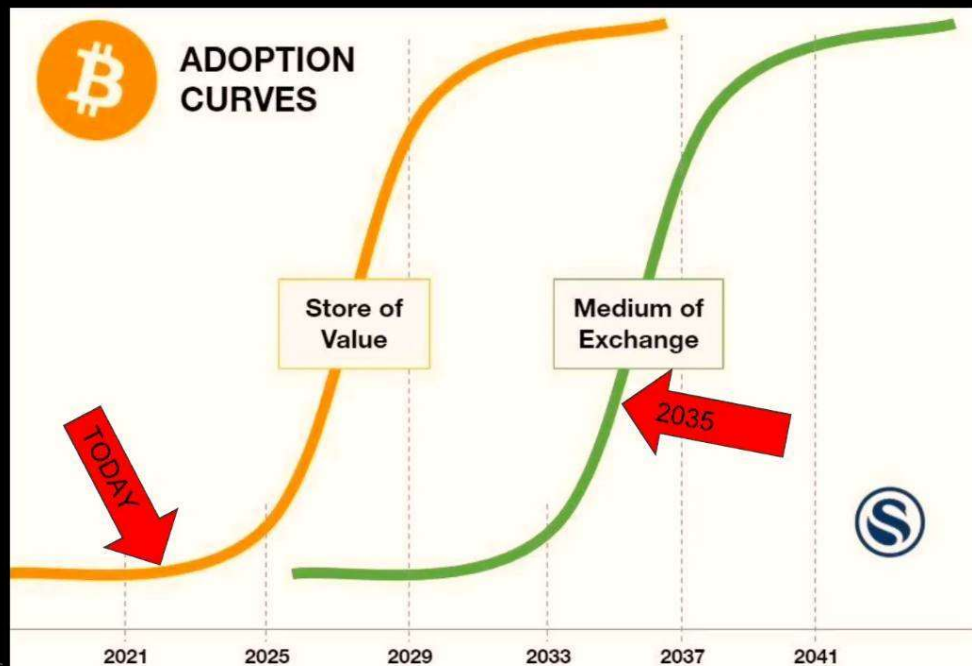 ADOPTION
CURVES
Store of
Value
Medium of
Exchange
TODAY
2035
2021
2025
2029
2033
2037
2041